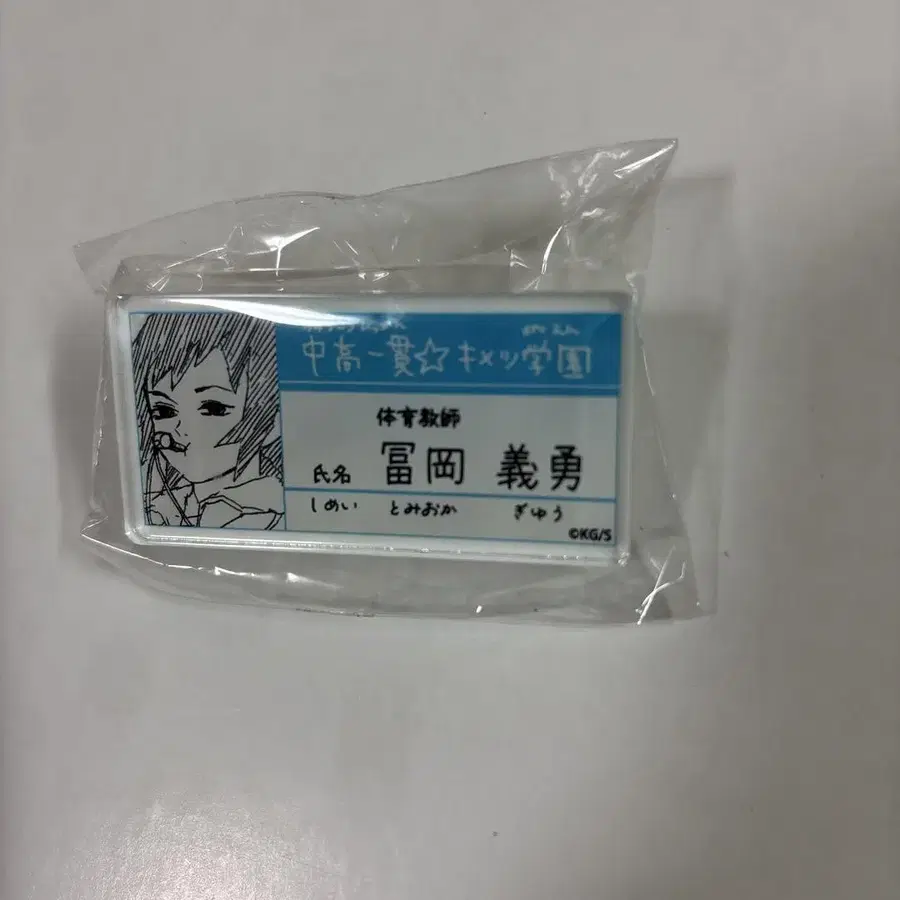 中高一貫☆キメツ学園
体育教師
氏名 冨岡 義勇
しめい とみおか ぎゆう
©KG/S